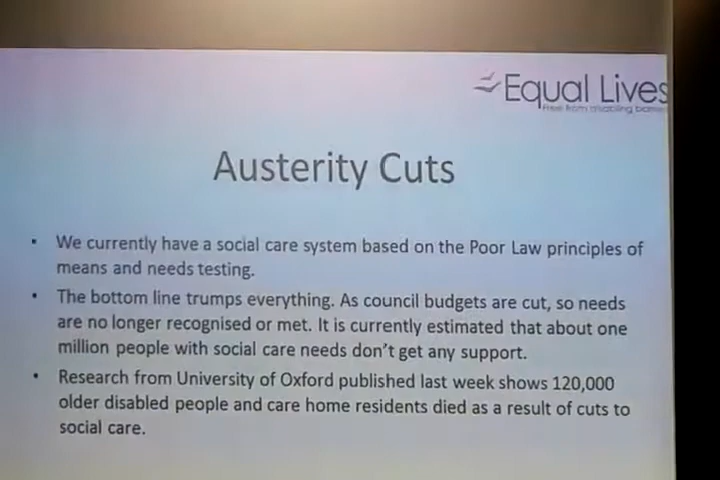 Equal Lives
Free from disabling barrie
Austerity Cuts
• We currently have a social care system based on the Poor Law principles of
means and needs testing.
• The bottom line trumps everything. As council budgets are cut, so needs
are no longer recognised or met. It is currently estimated that about one
million people with social care needs don't get any support.
• Research from University of Oxford published last week shows 120,000
older disabled people and care home residents died as a result of cuts to
social care.